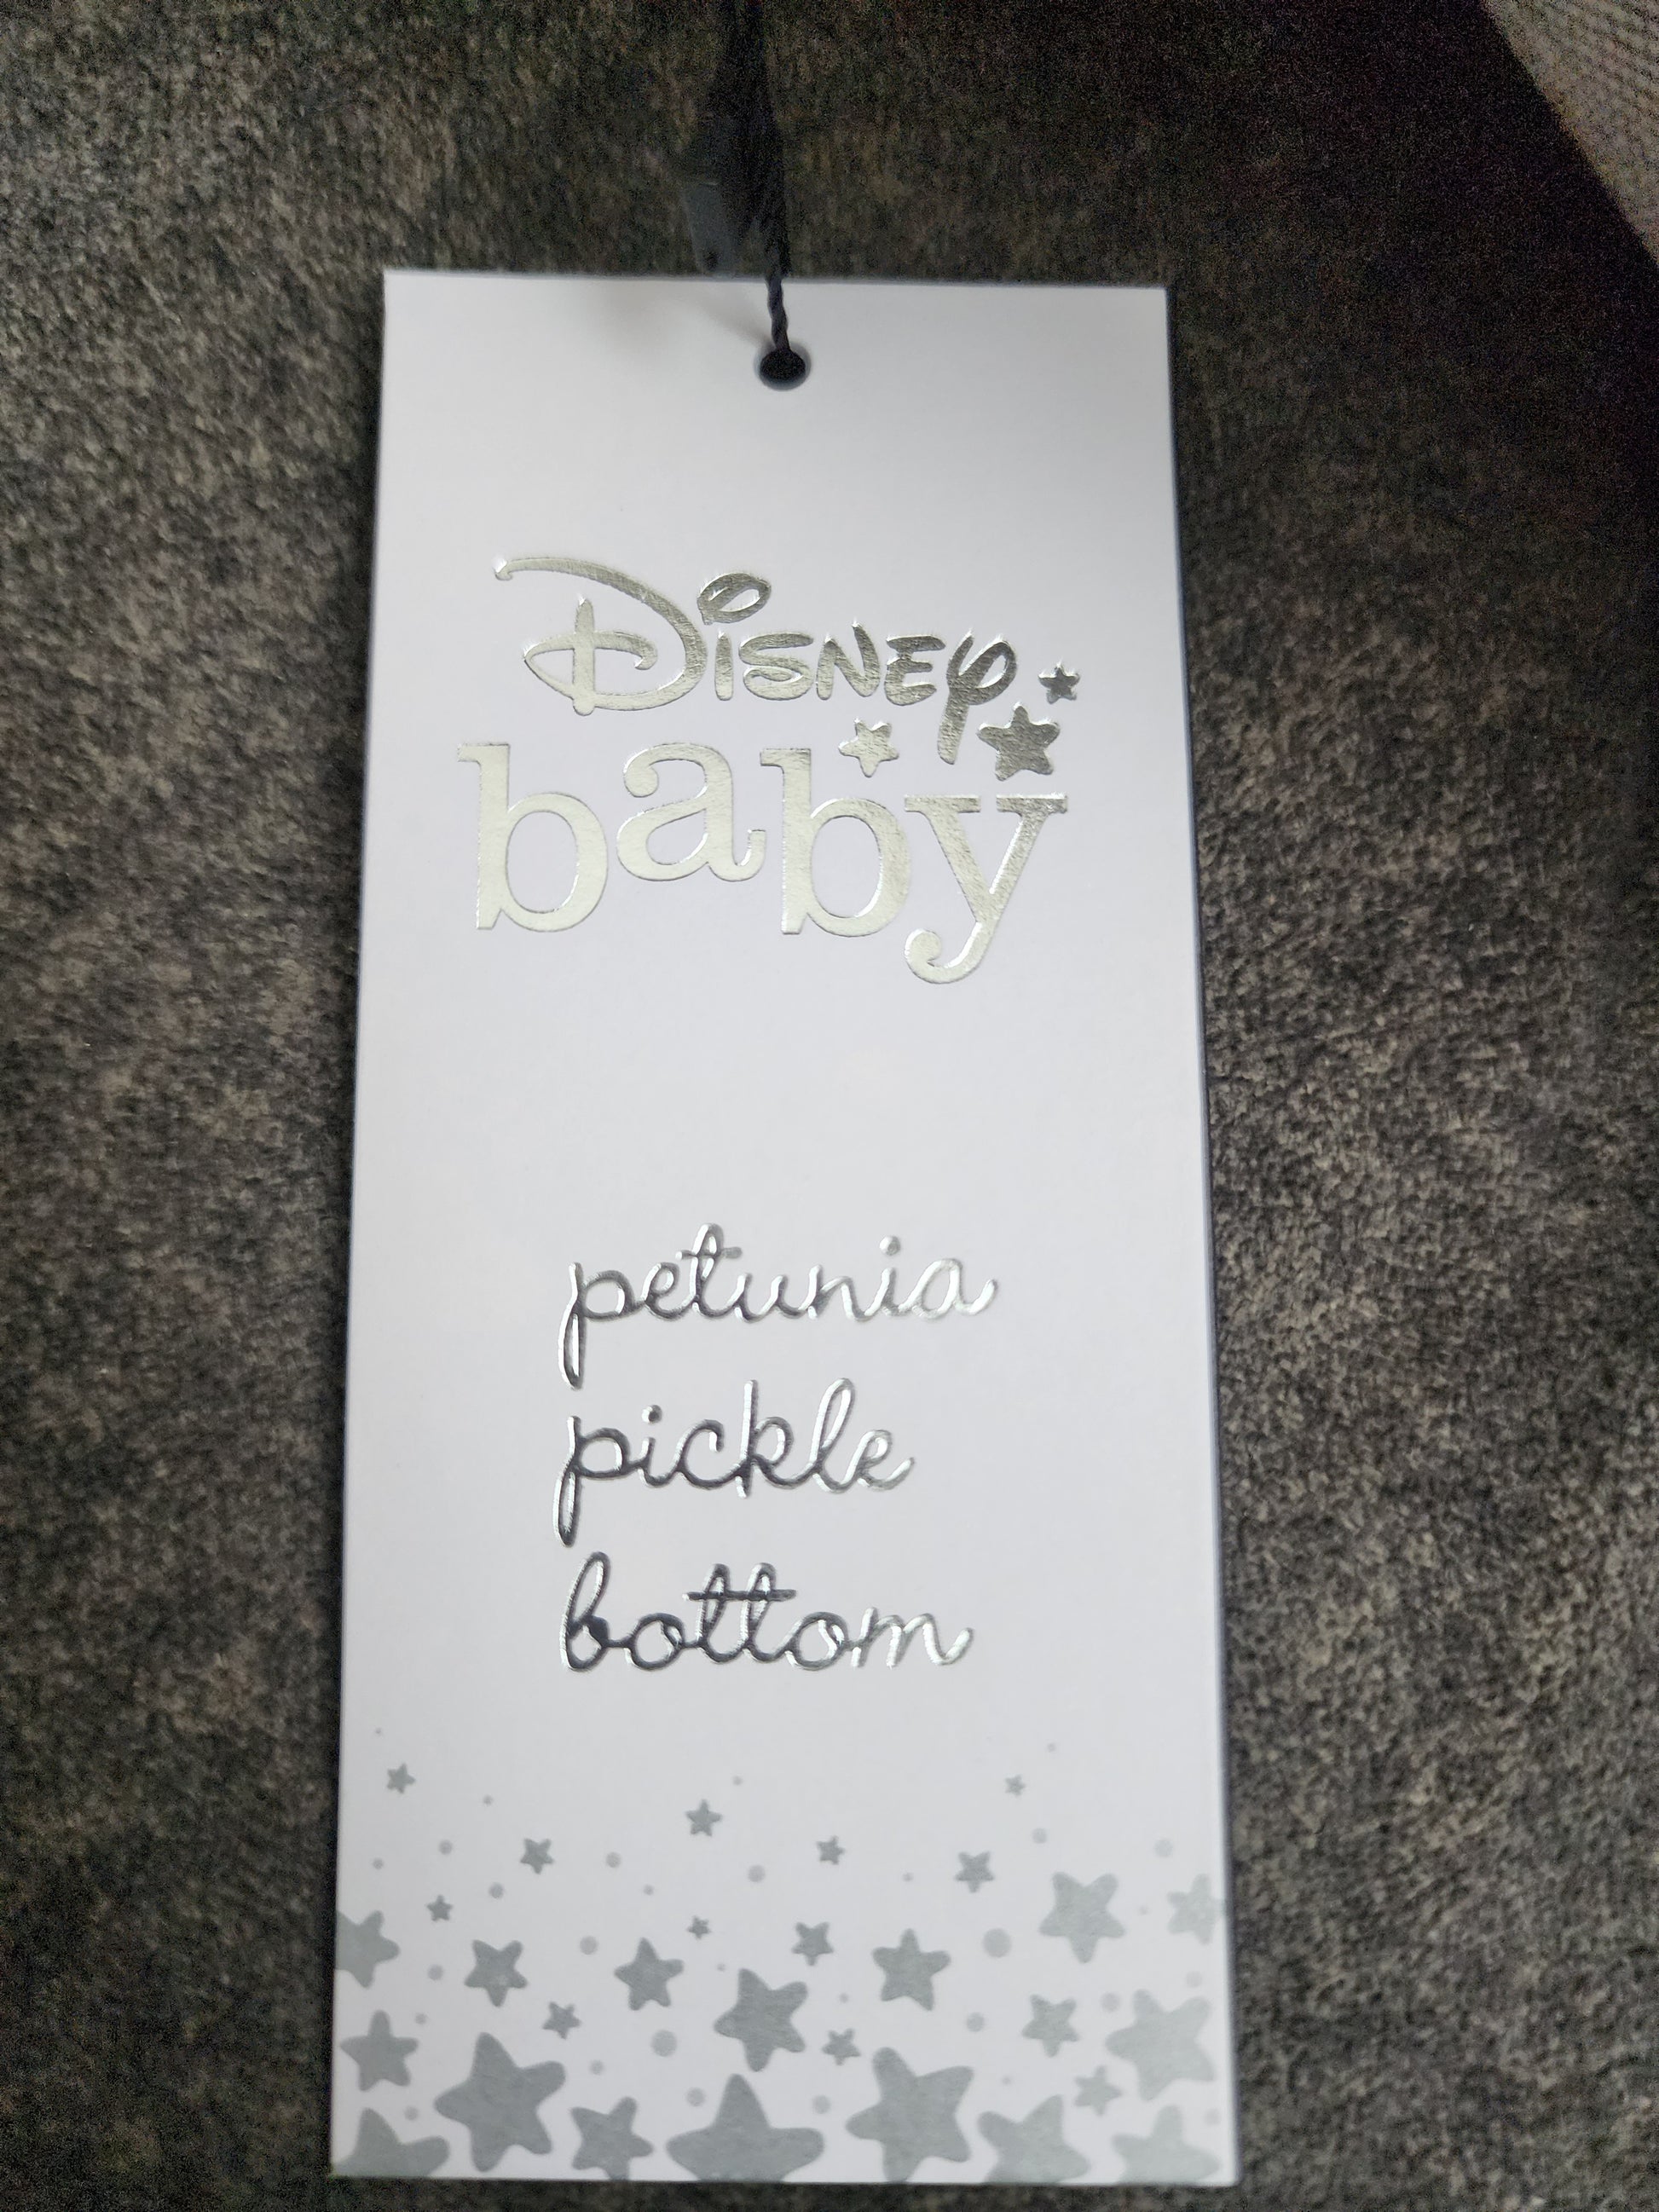 Disney
baby
petunia
pickle
bottom